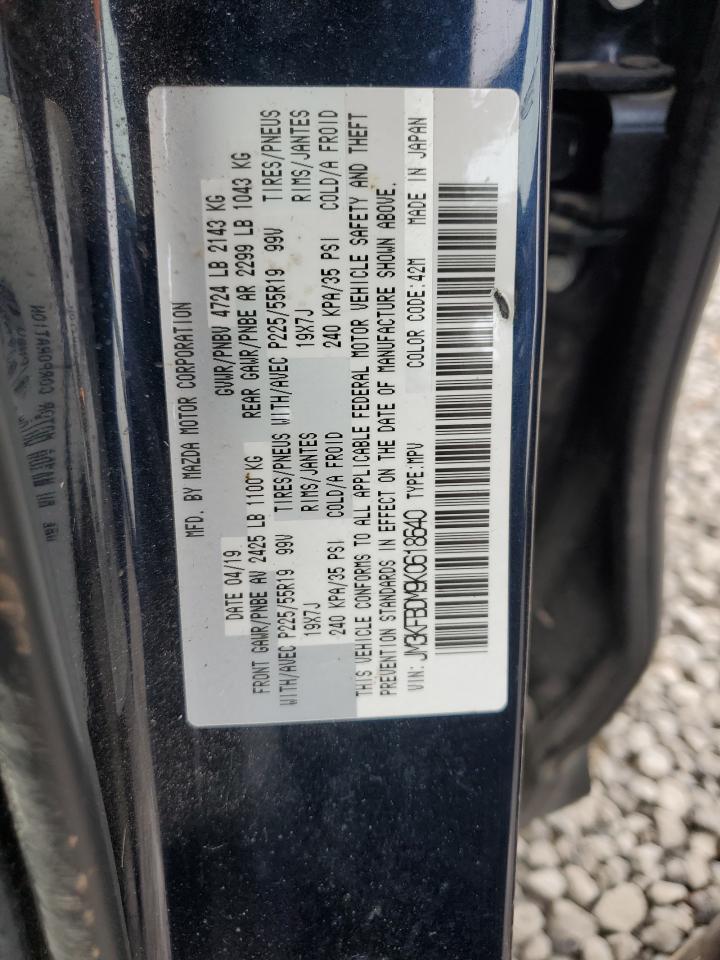 MFD. BY MAZDA MOTOR CORPORATION
DATE 04/19 GVWR/PNBV 4724 LB 2143 KG
FRONT GAWR/PNBE AV 2425 LB 1100 KG REAR GAWR/PNBE AR 2299 LB 1043 KG
WITH/AVEC P225/55R19 99V TIRES/PNEUS WITH/AVEC P225/55R19 99V TIRES/PNEUS
19X7J RIMS/JANTES 19X7J RIMS/JANTES
240 KPA/35 PSI COLD/A FROID 240 KPA/35 PSI COLD/A FROID
THIS VEHICLE CONFORMS TO ALL APPLICABLE FEDERAL MOTOR VEHICLE SAFETY AND THEFT
PREVENTION STANDARDS IN EFFECT ON THE DATE OF MANUFACTURE SHOWN ABOVE.
VIN: JM3KFBDM9K0618640 TYPE:MPV COLOR CODE:42M MADE IN JAPAN